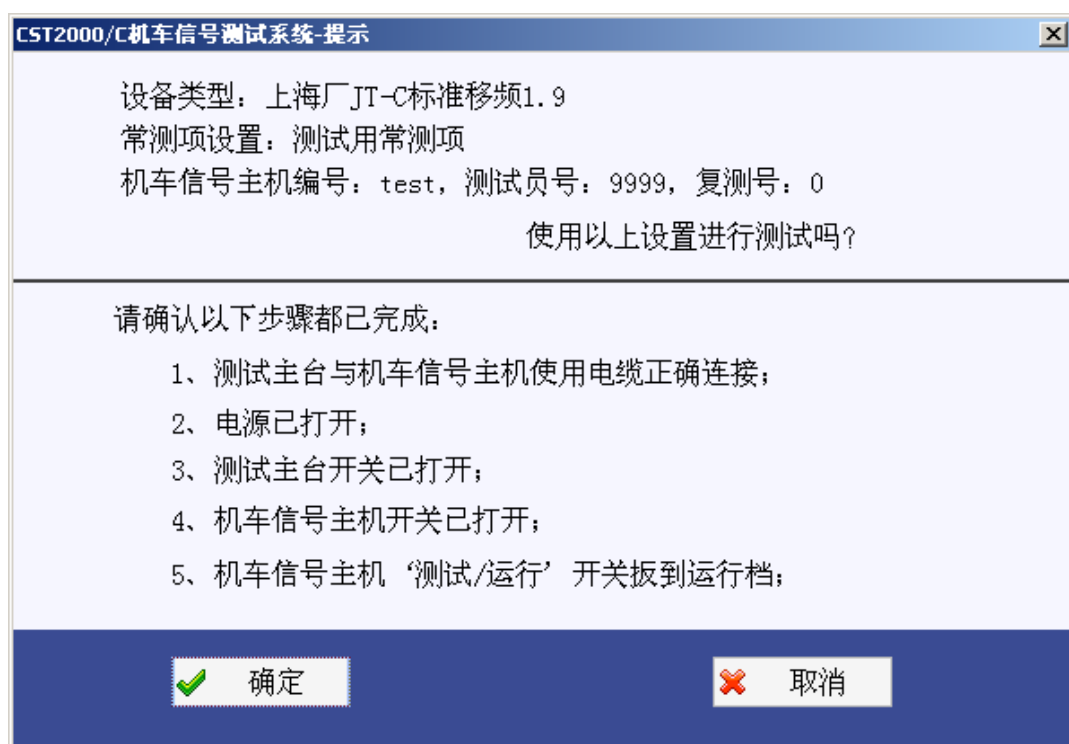 CST2000/C机车信号测试系统-提示
设备类型：上海厂JT-C标准移频1.9
常测项设置：测试用常测项
机车信号主机编号：test，测试员号：9999，复测号：0
使用以上设置进行测试吗？
请确认以下步骤都已完成：
1、测试主台与机车信号主机使用电缆正确连接；
2、电源已打开；
3、测试主台开关已打开；
4、机车信号主机开关已打开；
5、机车信号主机‘测试/运行’开关扳到运行档；
确定
取消